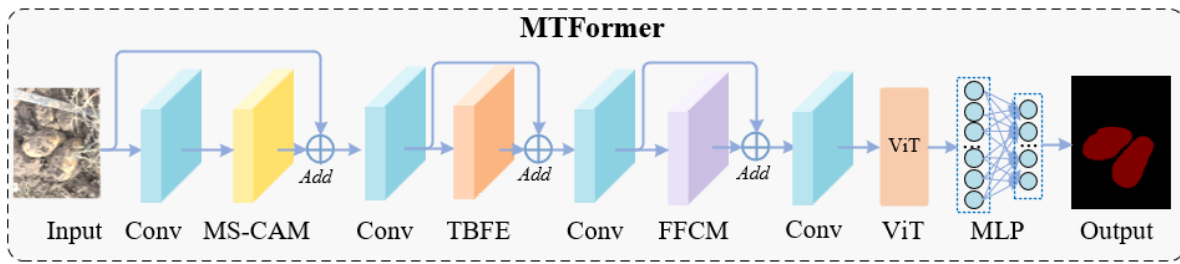 MTFormer
ViT
Add
Add
Add
Input Conv MS-CAM Conv TBFE Conv FFCM Conv ViT MLP Output